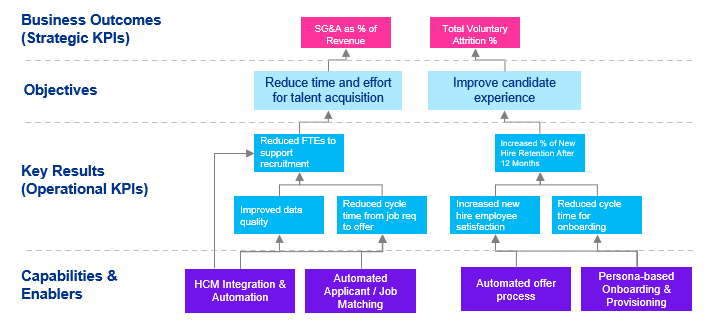 Business Outcomes
(Strategic KPIs)
SG&A as % of
Revenue
Total Voluntary
Attrition %
Objectives
Reduce time and effort
for talent acquisition
Improve candidate
experience
Key Results
(Operational KPIs)
Reduced FTEs to
support
recruitment
Increased % of New
Hire Retention After
12 Months
Improved data
quality
Reduced cycle
time from job req
to offer
Increased new
hire employee
satisfaction
Reduced cycle
time for
onboarding
Capabilities &
Enablers
HCM Integration &
Automation
Automated
Applicant / Job
Matching
Automated offer
process
Persona-based
Onboarding &
Provisioning